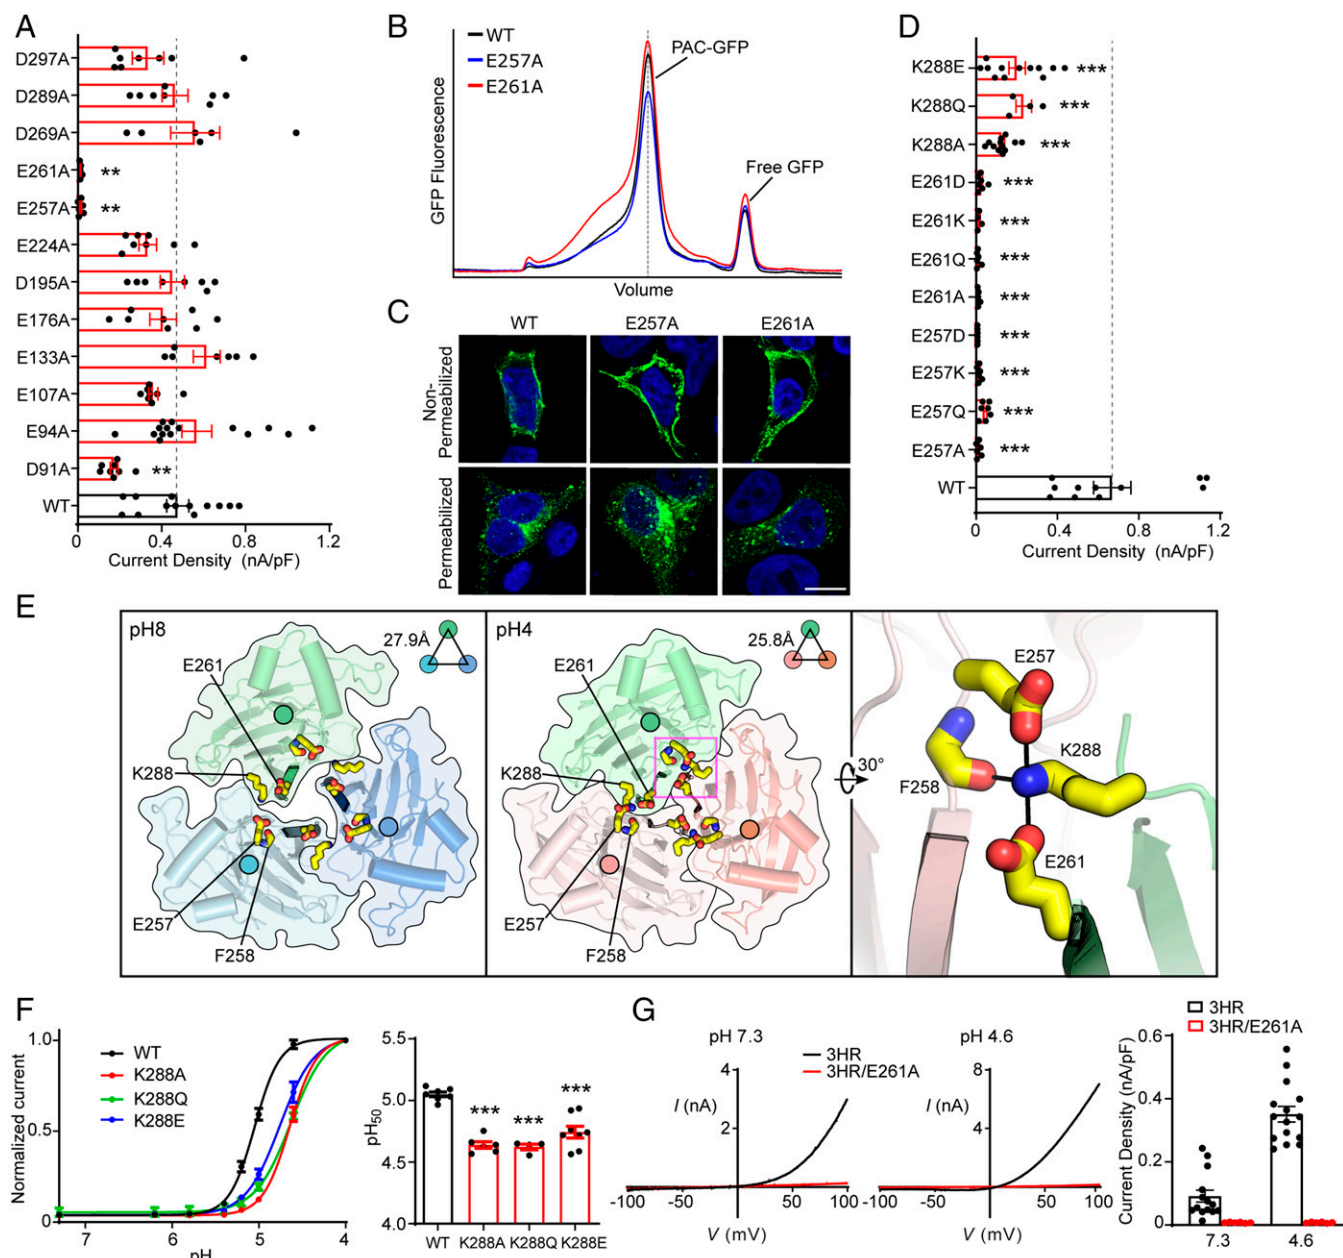 A
D297A
D289A
D269A
E261A
**
E257A
**
E224A
D195A
E176A
E133A
E107A
E94A
D91A
**
WT
0
0.4
0.8
1.2
Current Density (nA/pF)
B
WT
E257A
E261A
PAC-GFP
Free GFP
GFP Fluorescence
Volume
C
WT
E257A
E261A
Non-
Permeabilized
Permeabilized
D
K288E
***
K288Q
***
K288A
***
E261D
***
E261K
***
E261Q
***
E261A
***
E257D
***
E257K
***
E257Q
***
E257A
***
WT
0
0.4
0.8
1.2
Current Density (nA/pF)
E
pH8
27.9Å
E261
K288
E257
F258
pH4
25.8Å
E261
K288
E257
F258
30°
E257
K288
F258
E261
F
Normalized current
1.0
0.5
0
WT
K288A
K288Q
K288E
7
6
5
4
pH
pH50
5.5
5.0
4.5
4.0
***
***
***
WT
K288A
K288Q
K288E
G
pH 7.3
3HR
3HR/E261A
I (nA)
4
2
-100
-50
50
100
V (mV)
pH 4.6
I (nA)
8
4
-100
-50
50
100
V (mV)
3HR
3HR/E261A
Current Density (nA/pF)
0.6
0.4
0.2
0
7.3
4.6